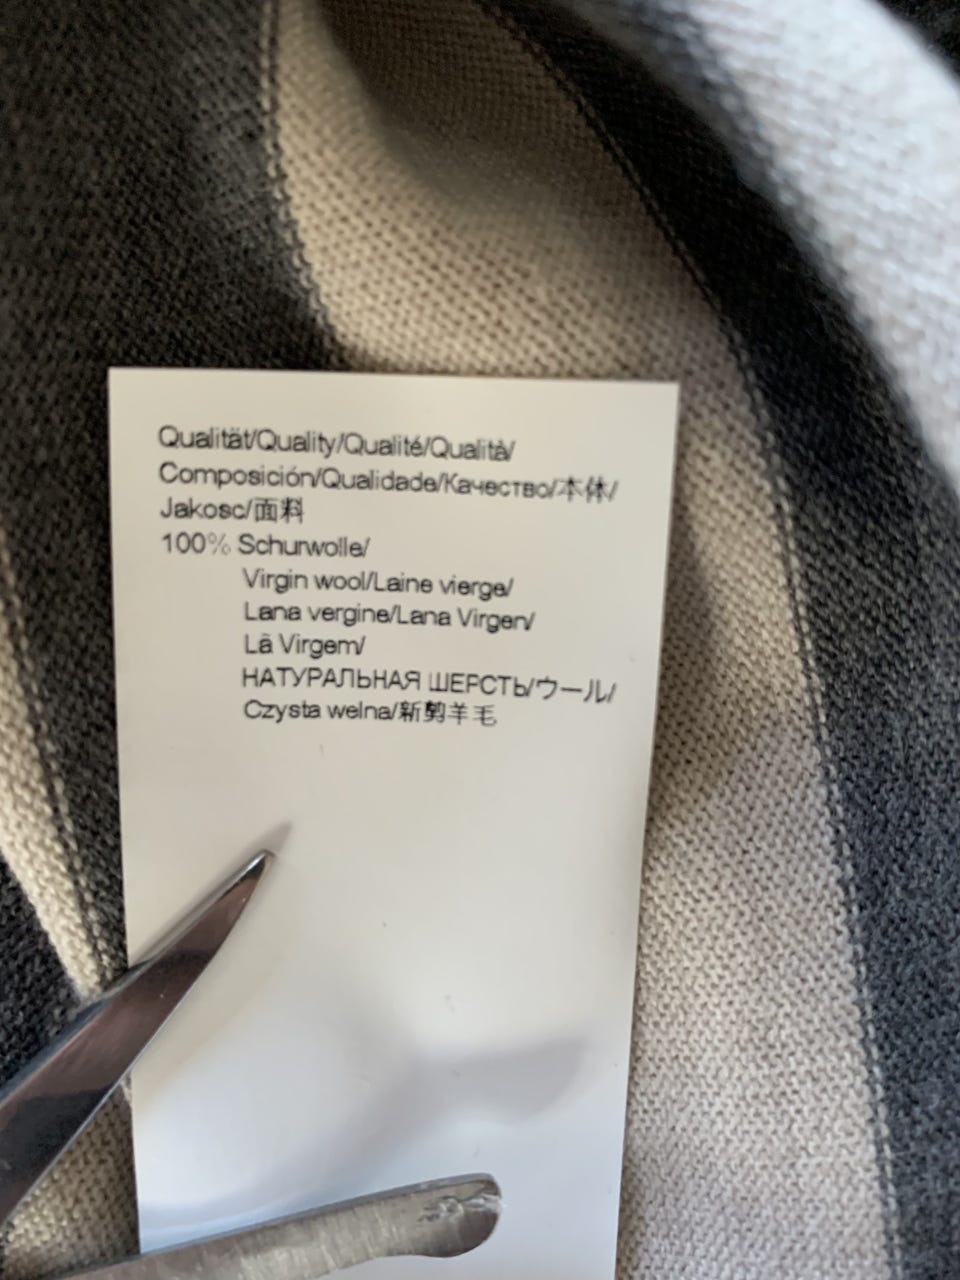 Qualität/Quality/Qualité/Qualità/
Composición/Qualidade/Качество/本体/
Jakosc/面料
100% Schurwolle/
Virgin wool/Laine vierge/
Lana vergine/Lana Virgen/
Lã Virgem/
НАТУРАЛЬНАЯ ШЕРСТЬ/ウール/
Czysta welna/新剪羊毛